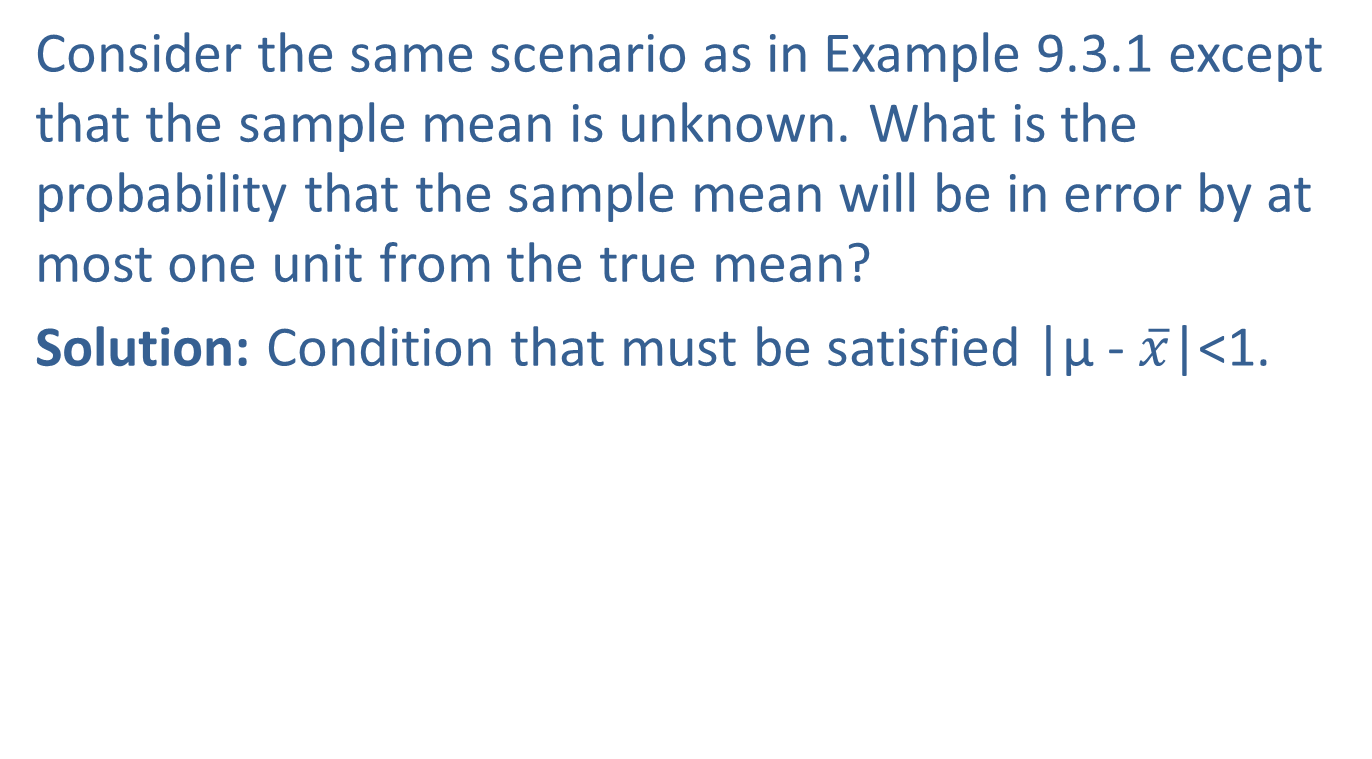 Consider the same scenario as in Example 9.3.1 except
that the sample mean is unknown. What is the
probability that the sample mean will be in error by at
most one unit from the true mean?
Solution: Condition that must be satisfied |μ - x̅|<1.